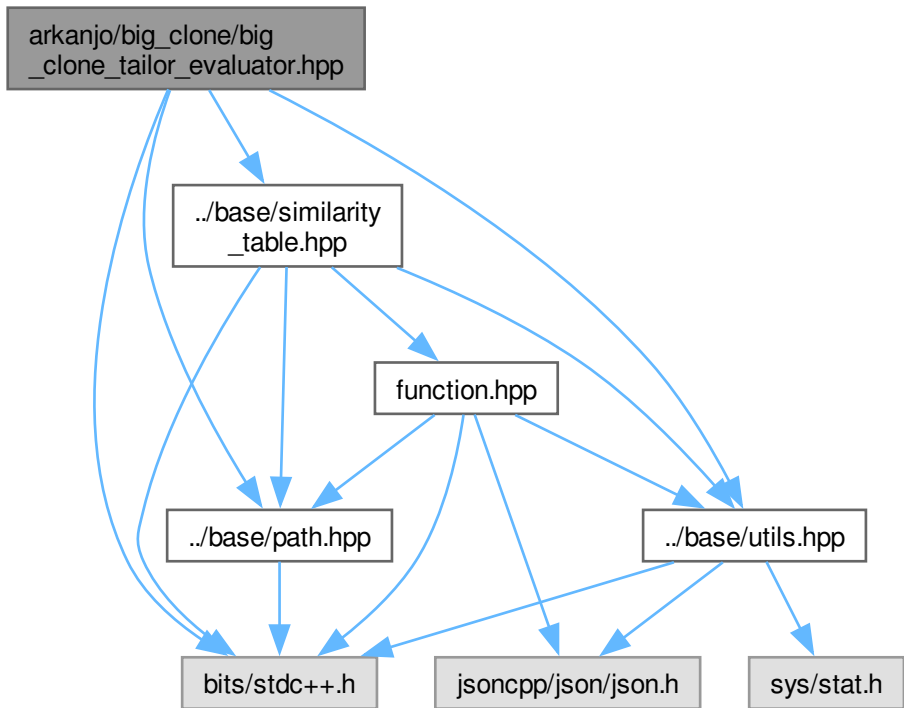 arkanjo/big_clone/big
_clone_tailor_evaluator.hpp
../base/similarity
_table.hpp
function.hpp
../base/path.hpp
../base/utils.hpp
bits/stdc++.h
jsoncpp/json/json.h
sys/stat.h